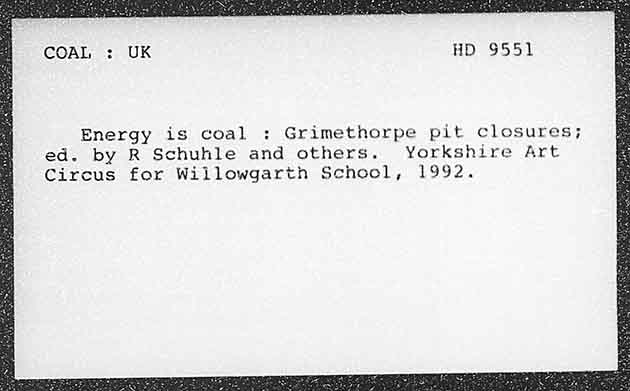 COAL : UK HD 9551
Energy is coal : Grimethorpe pit closures;
ed. by R Schuhle and others. Yorkshire Art
Circus for Willowgarth School, 1992.